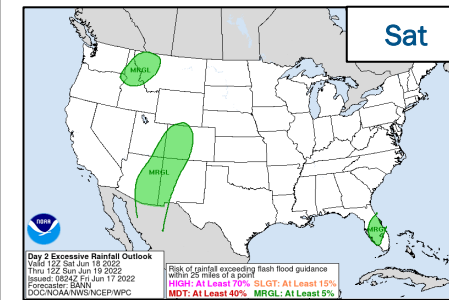 Sat
MRGL
MRGL
MRGL
NOAA
Day 2 Excessive Rainfall Outlook
Valid 12Z Sat Jun 18 2022
Thru 12Z Sun Jun 19 2022
Issued: 0824Z Fri Jun 17 2022
Forecaster: BANN
DOC/NOAA/NWS/NCEP/WPC
Risk of rainfall exceeding flash flood guidance
within 25 miles of a point
HIGH: At Least 70% SLGT: At Least 15%
MDT: At Least 40% MRGL: At Least 5%